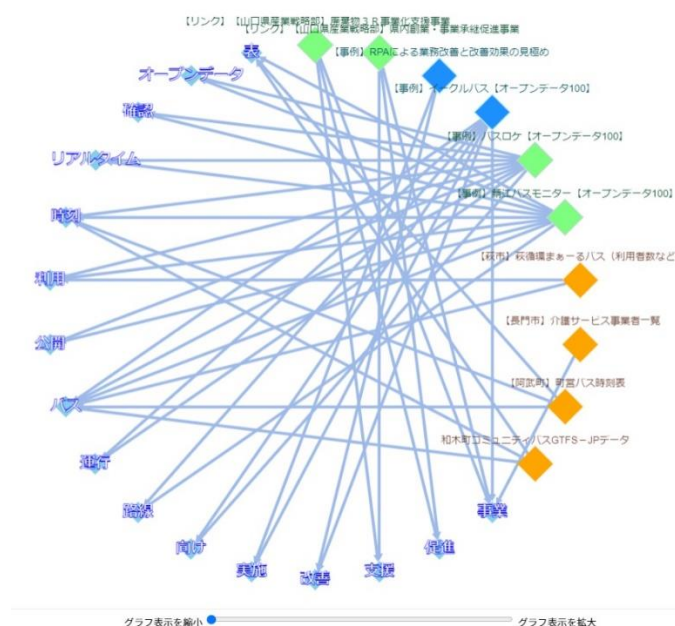 【リンク】【山口県産業戦略部】廃棄物３Ｒ事業化支援事業
【リンク】【山口県産業戦略部】県内創業・事業承継促進事業
表
【事例】RPAによる業務改善と改善効果の見極め
オープンデータ
【事例】イーグルバス【オープンデータ100】
確認
【事例】バスロケ【オープンデータ100】
リアルタイム
【事例】鯖江バスモニター【オープンデータ100】
時刻
【萩市】萩循環まぁーるバス（利用者数など
利用
【長門市】介護サービス事業者一覧
公開
【阿武町】町営バス時刻表
バス
和木町コミュニティバスGTFS－JPデータ
運行
路線
事業
向け
促進
実施
支援
改善
グラフ表示を縮小
グラフ表示を拡大